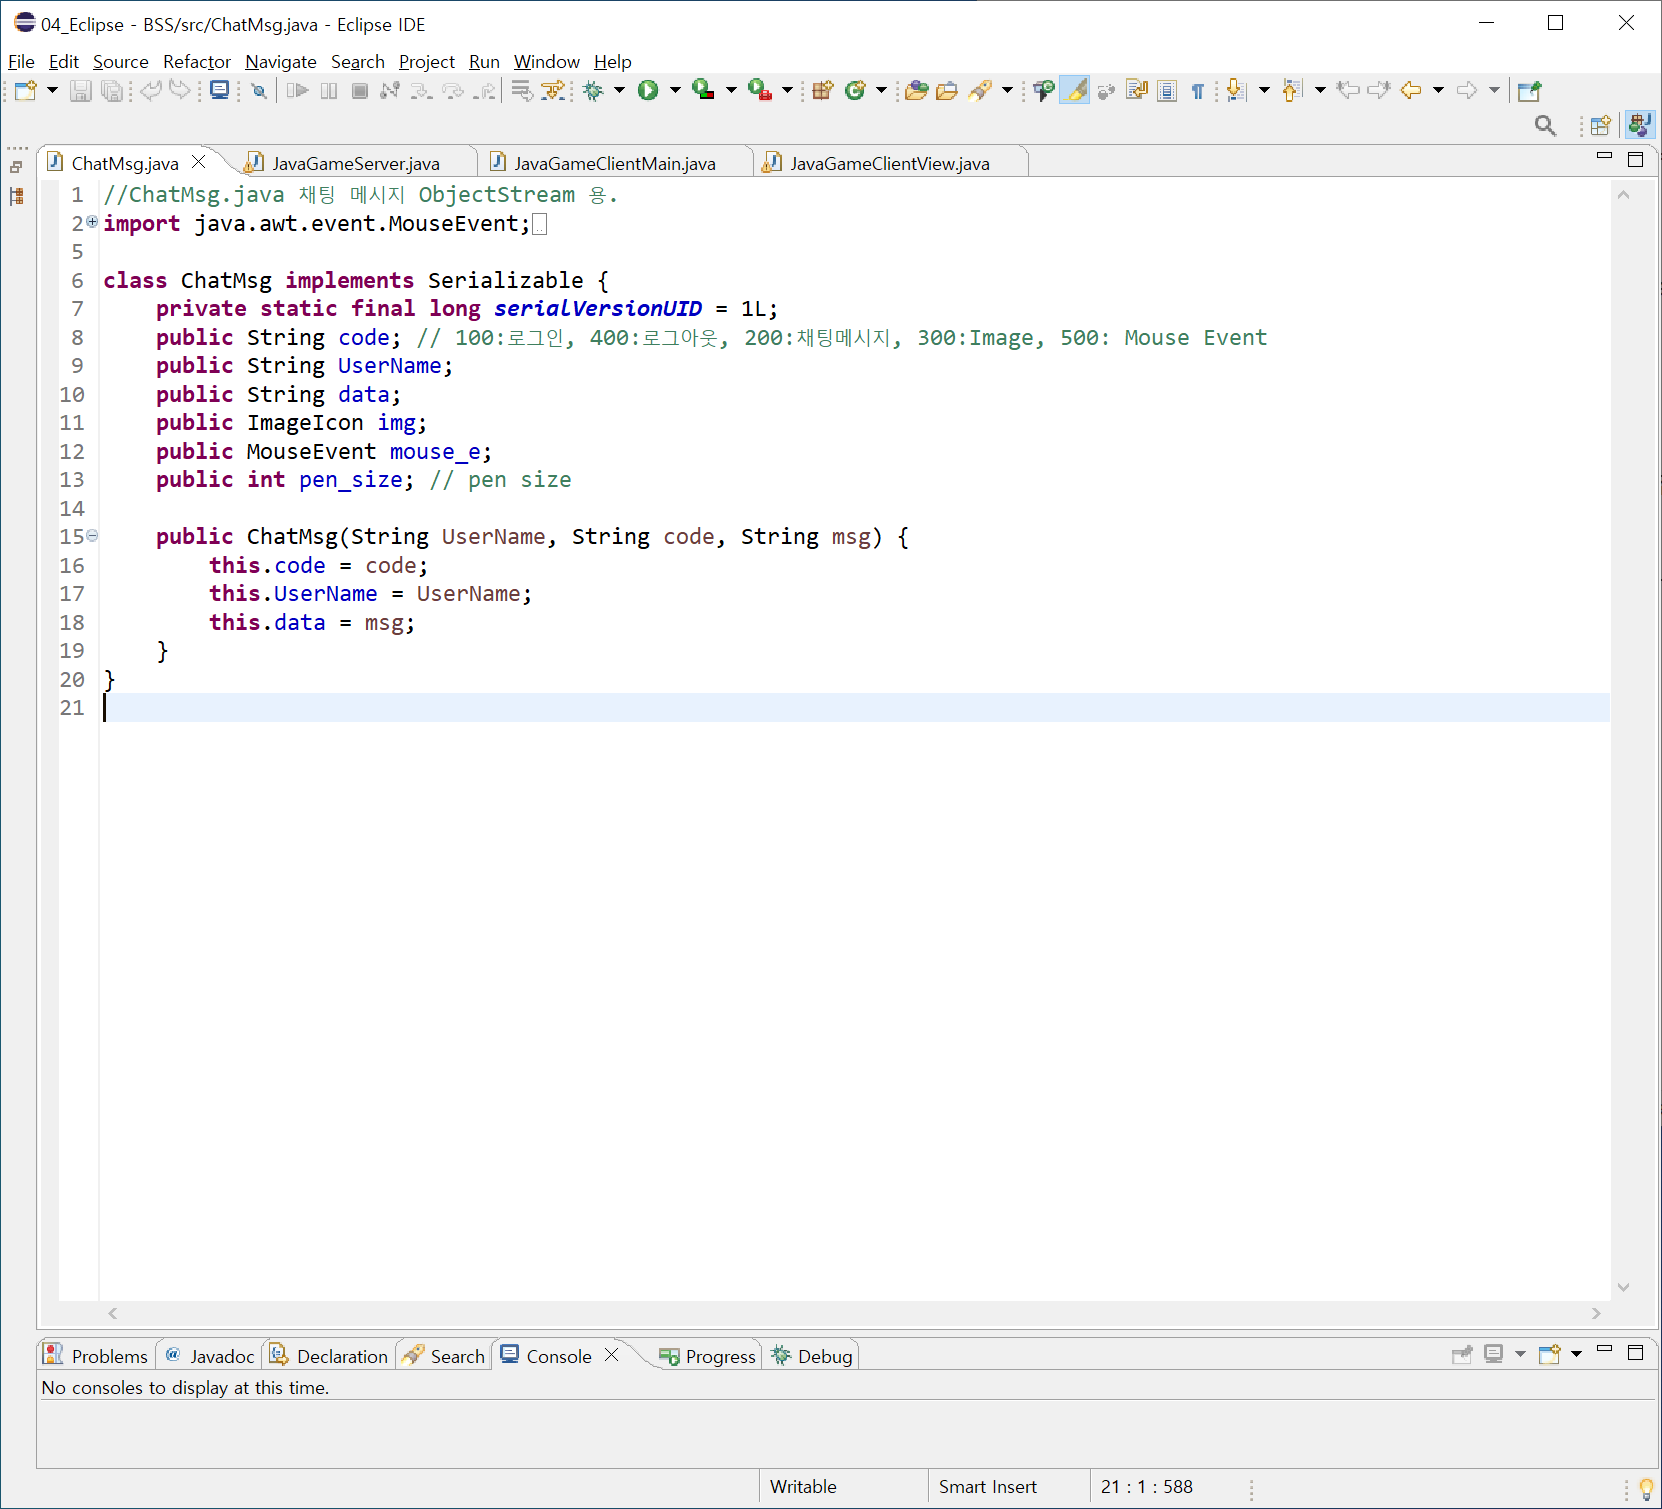 04_Eclipse - BSS/src/ChatMsg.java - Eclipse IDE
File Edit Source Refactor Navigate Search Project Run Window Help
ChatMsg.java JavaGameServer.java JavaGameClientMain.java JavaGameClientView.java
1 //ChatMsg.java 채팅 메시지 ObjectStream 용.
2 import java.awt.event.MouseEvent;
5
6 class ChatMsg implements Serializable {
7 private static final long serialVersionUID = 1L;
8 public String code; // 100:로그인, 400:로그아웃, 200:채팅메시지, 300:Image, 500: Mouse Event
9 public String UserName;
10 public String data;
11 public ImageIcon img;
12 public MouseEvent mouse_e;
13 public int pen_size; // pen size
14
15 public ChatMsg(String UserName, String code, String msg) {
16 this.code = code;
17 this.UserName = UserName;
18 this.data = msg;
19 }
20 }
21
Problems Javadoc Declaration Search Console Progress Debug
No consoles to display at this time.
Writable Smart Insert 21 : 1 : 588